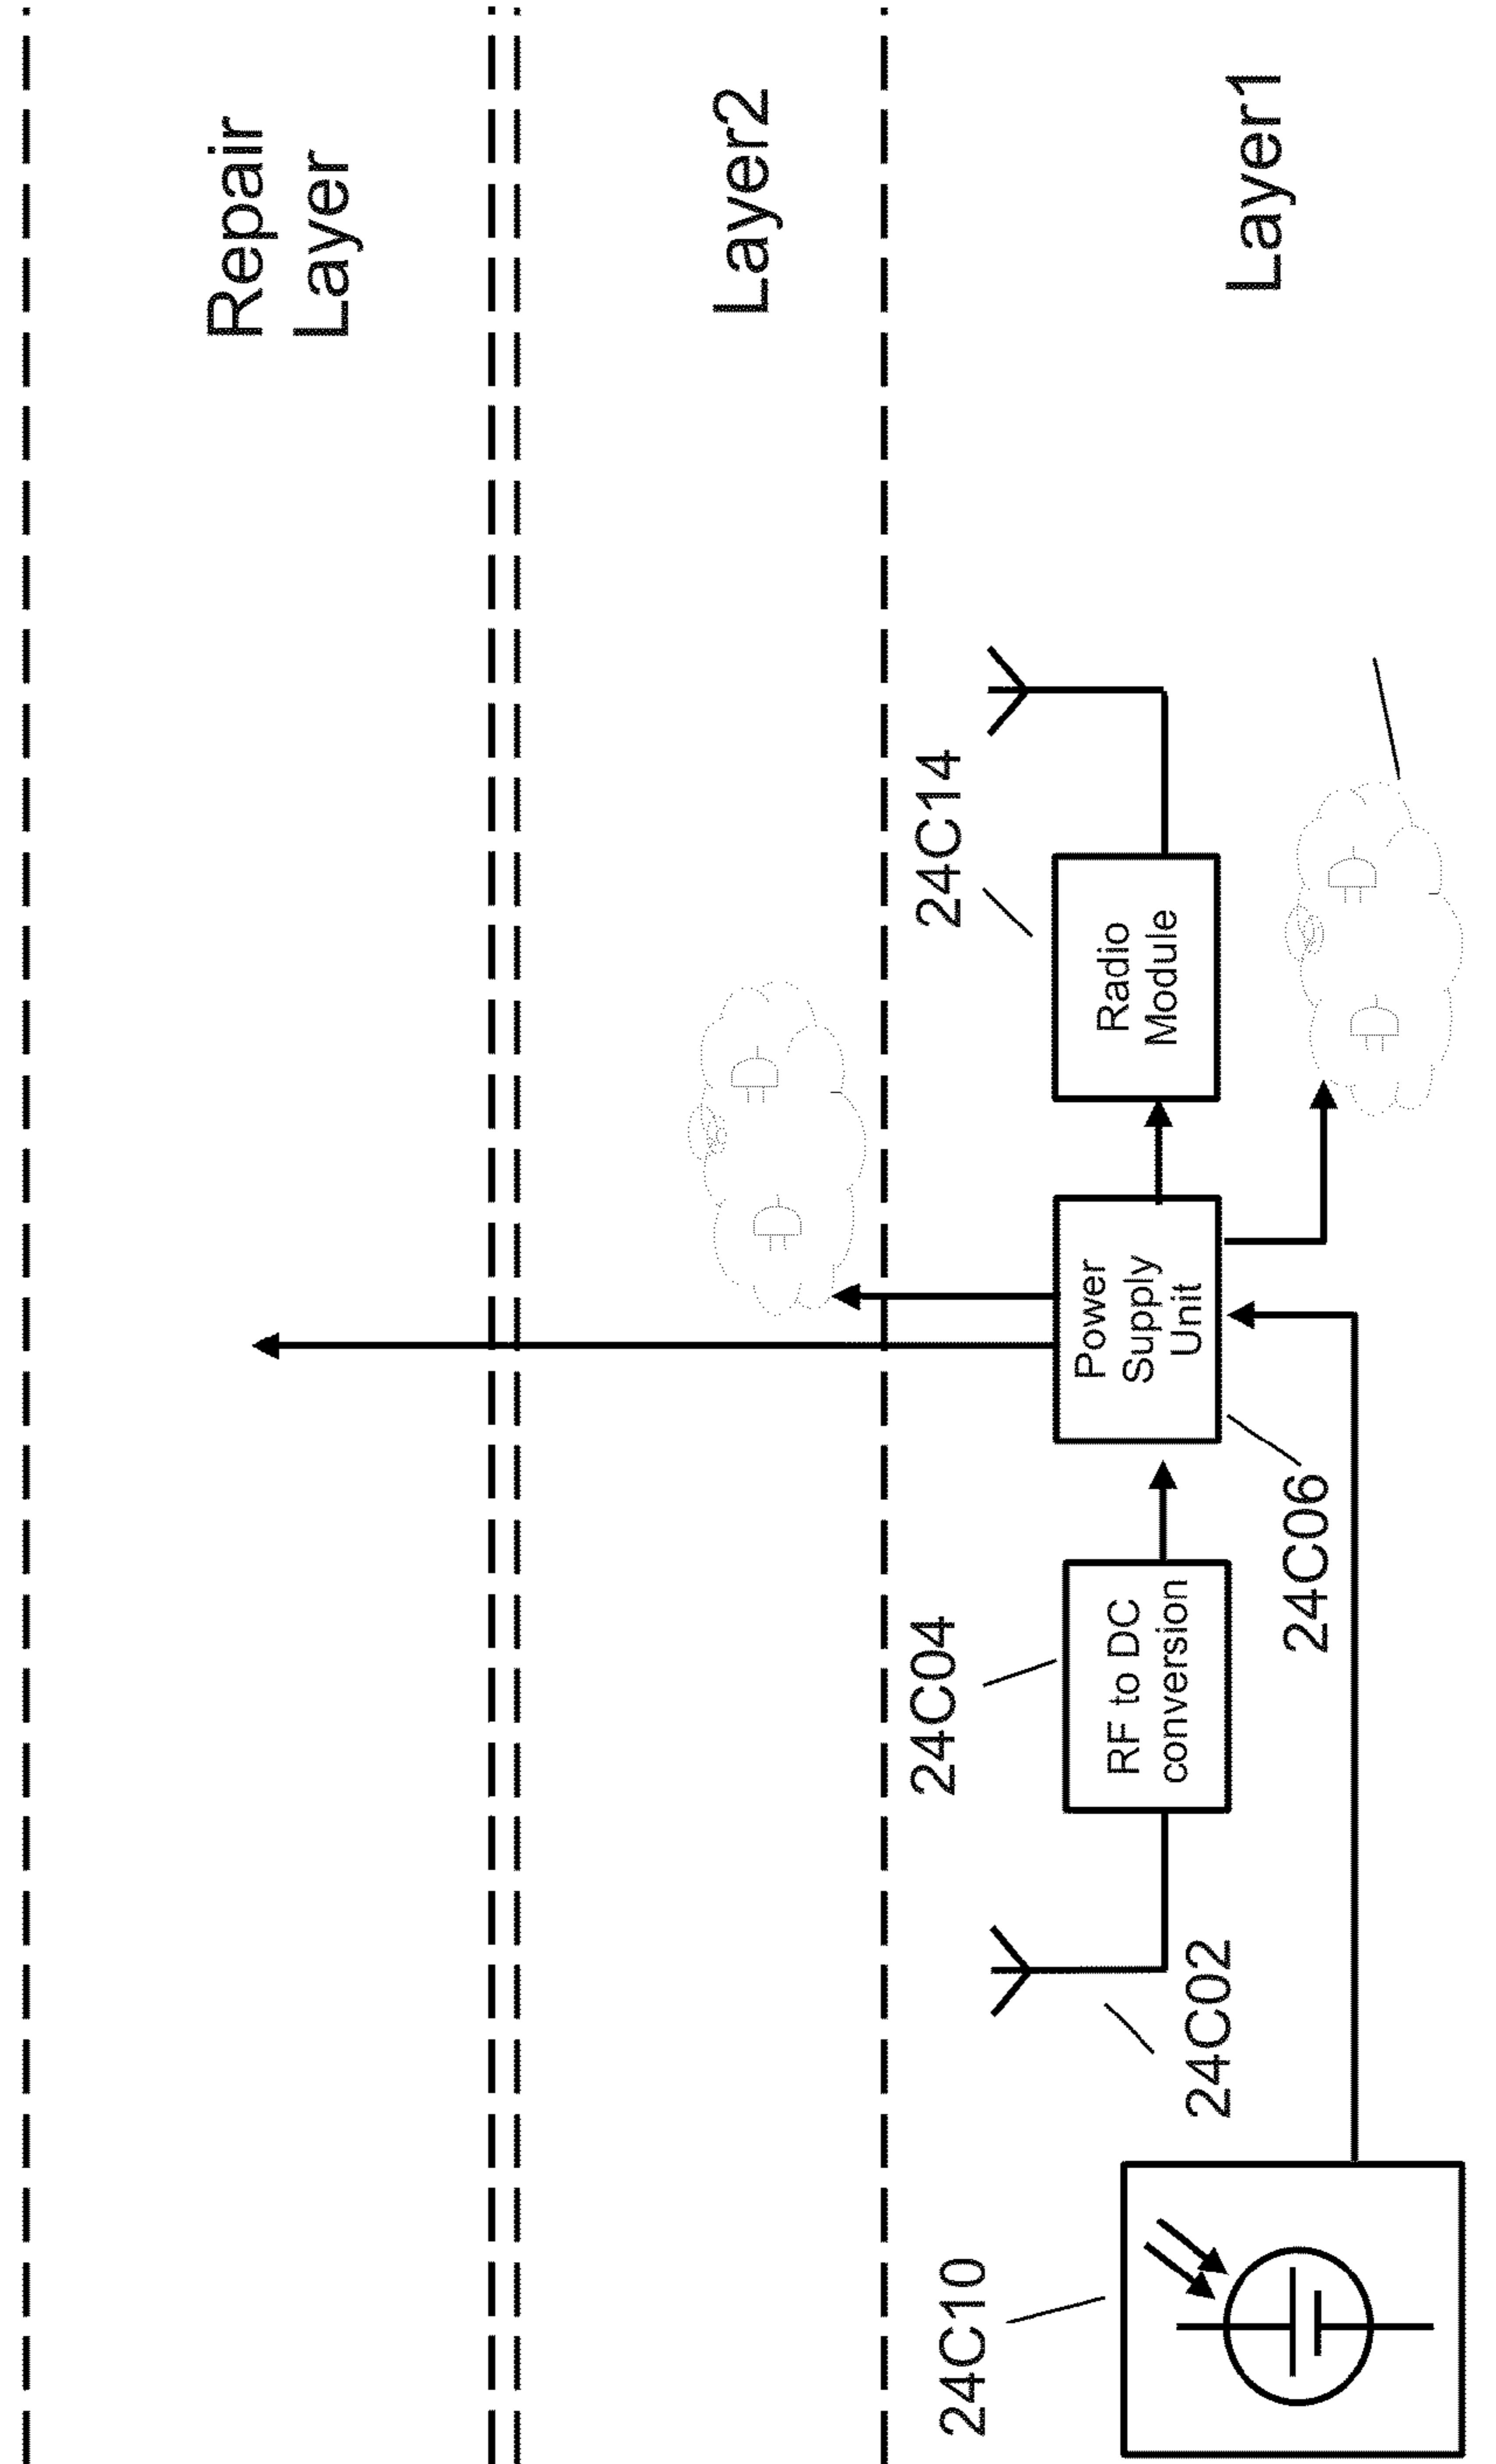 Repair
Layer
Layer2
Layer1
24C10
24C02
24C04
RF to DC
conversion
24C06
Power
Supply
Unit
24C14
Radio
Module